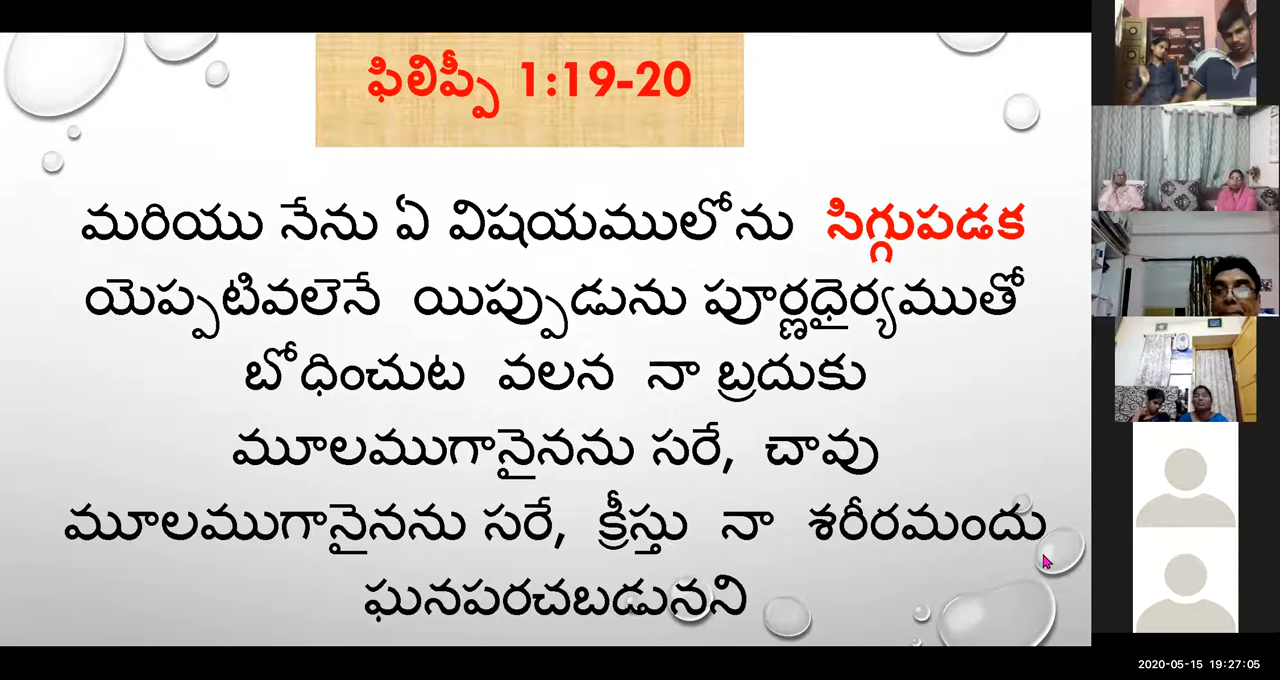 ఫిలిప్పీ 1:19-20
మరియు నేను ఏ విషయములోను సిగ్గుపడక
యెప్పటివలెనే యిప్పుడును పూర్ణధైర్యముతో
బోధించుట వలన నా బ్రదుకు
మూలముగానైనను సరే, చావు
మూలముగానైనను సరే, క్రీస్తు నా శరీరమందు
ఘనపరచబడునని
2020-05-15 19:27:05